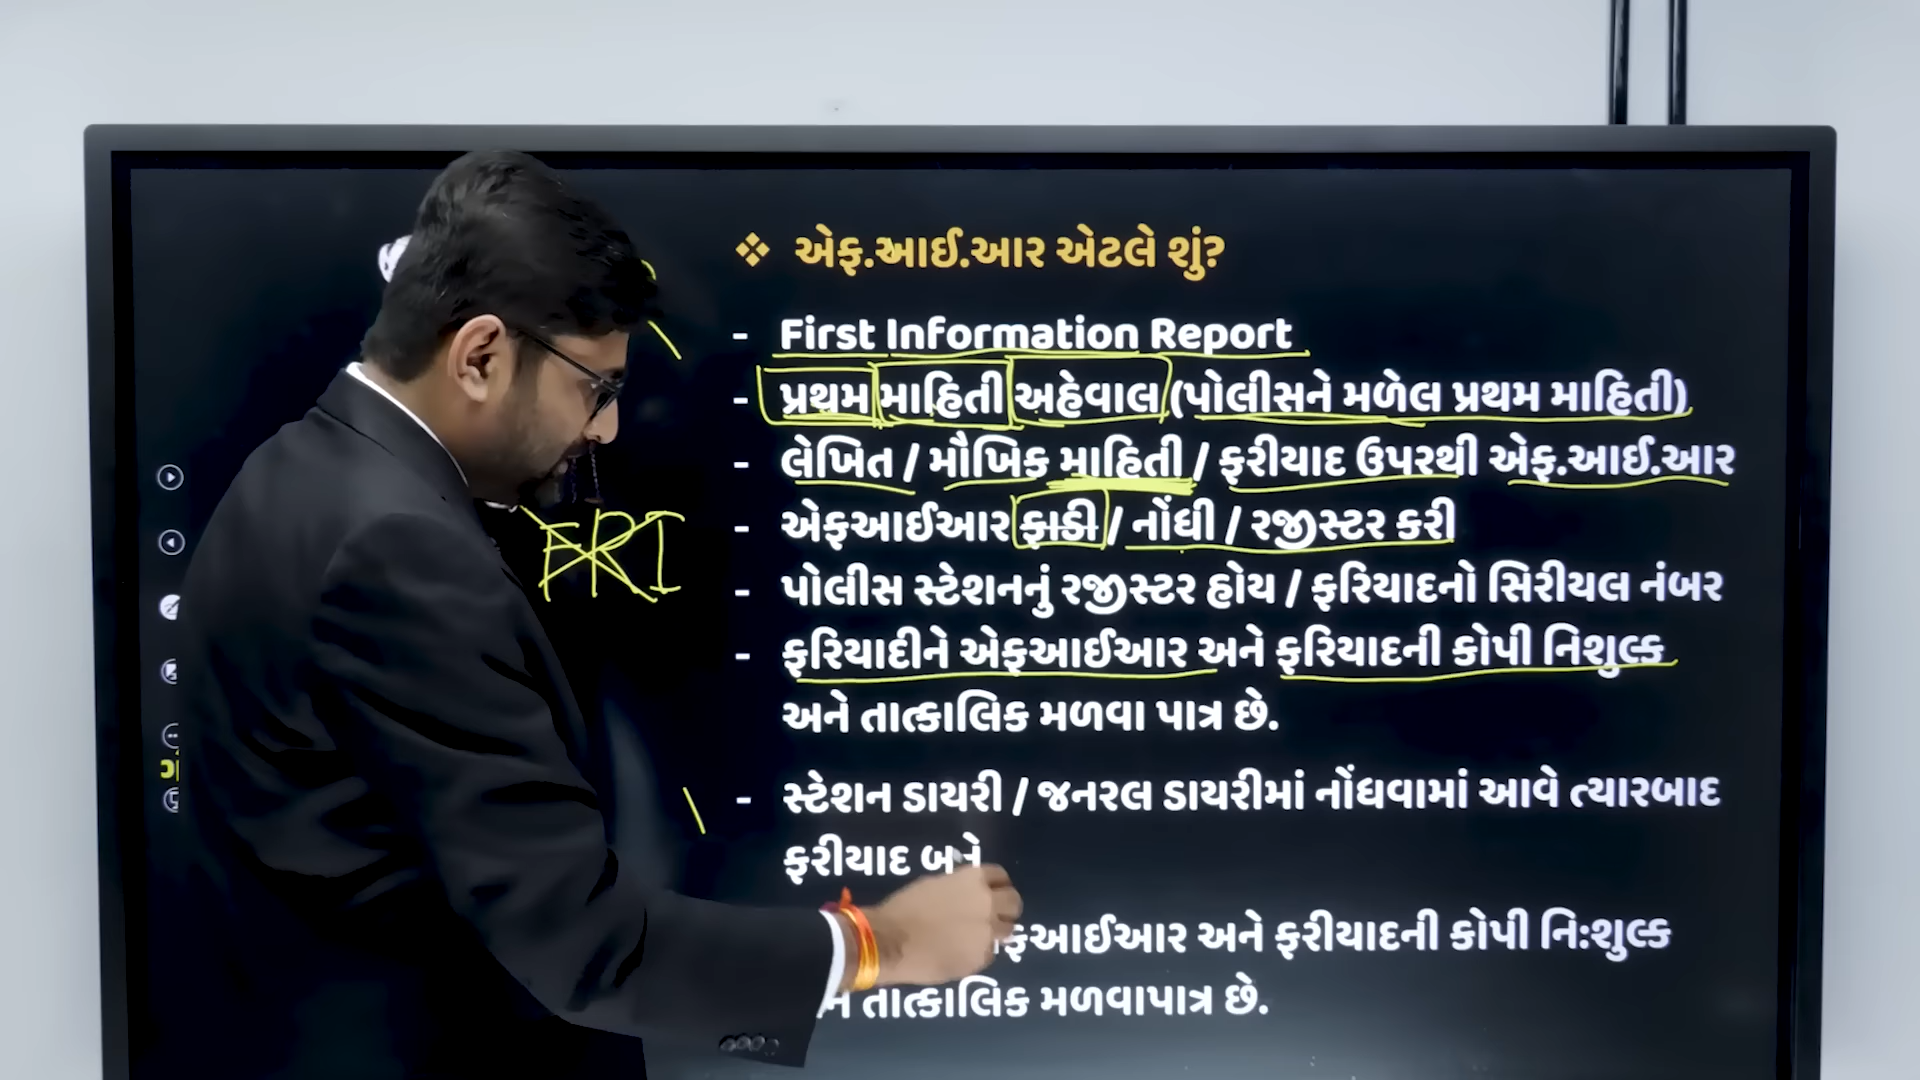 ❖ એફ.આઈ.આર એટલે શું?
- First Information Report
- પ્રથમ માહિતી અહેવાલ (પોલીસને મળેલ પ્રથમ માહિતી)
- લેખિત / મૌખિક માહિતી / ફરીયાદ ઉપરથી એફ.આઈ.આર
- એફઆઈઆર ફાડી / નોંધી / રજીસ્ટર કરી
FRI
- પોલીસ સ્ટેશનનું રજીસ્ટર હોય / ફરિયાદનો સિરીયલ નંબર
- ફરિયાદીને એફઆઈઆર અને ફરિયાદની કોપી નિશુલ્ક
અને તાત્કાલિક મળવા પાત્ર છે.
- સ્ટેશન ડાયરી / જનરલ ડાયરીમાં નોંધવામાં આવે ત્યારબાદ
ફરીયાદ બને
અને ફરીયાદની કોપી નિ:શુલ્ક
તાત્કાલિક મળવાપાત્ર છે.